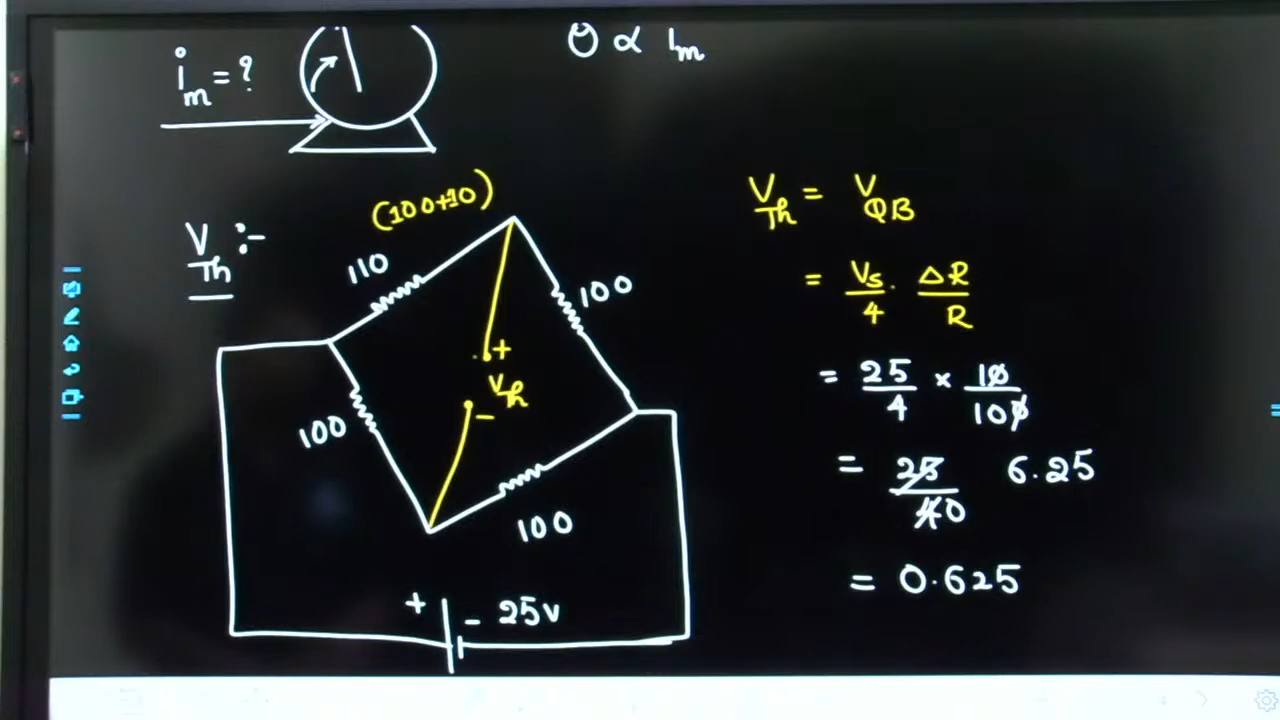 i_m = ?
θ ∝ I_m
V_Th :-
(100+10)
110
100
+
V_Th
-
100
100
+ - 25V
V_Th = V_QB
= V_s/4 . ΔR/R
= 25/4 × 10/100
= 25/40 6.25
= 0.625